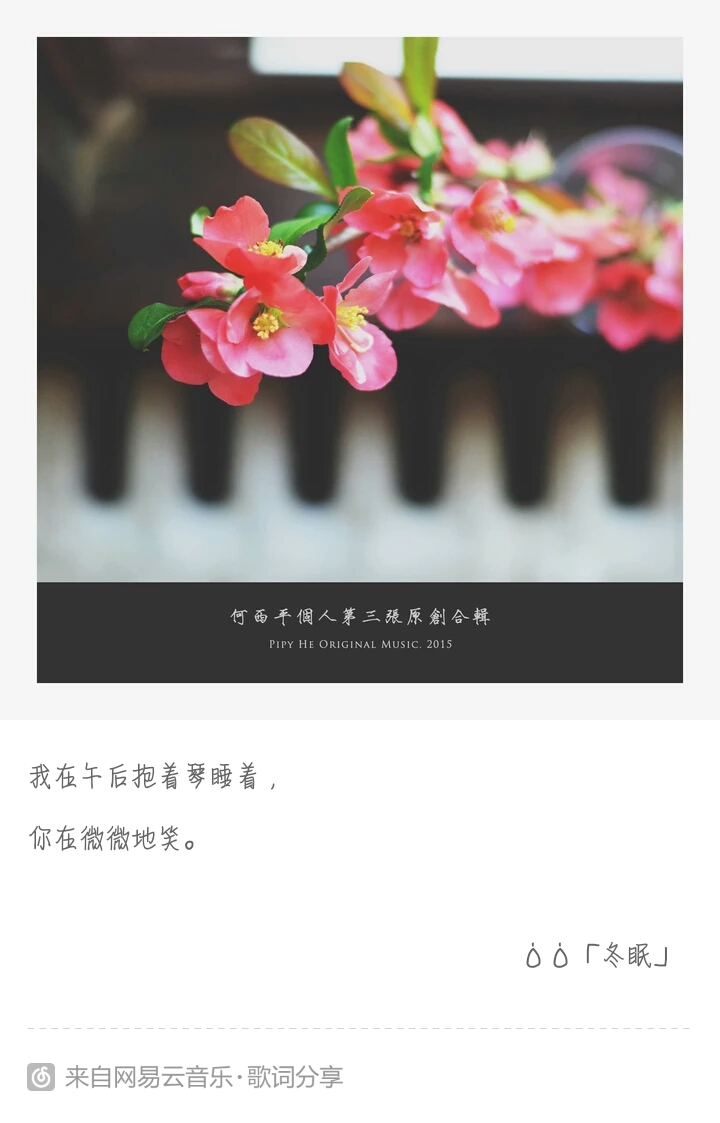 何西平個人第三張原創合輯
Pipy He Original Music. 2015
我在午后抱着琴睡着，
你在微微地笑。
「冬眠」
来自网易云音乐·歌词分享